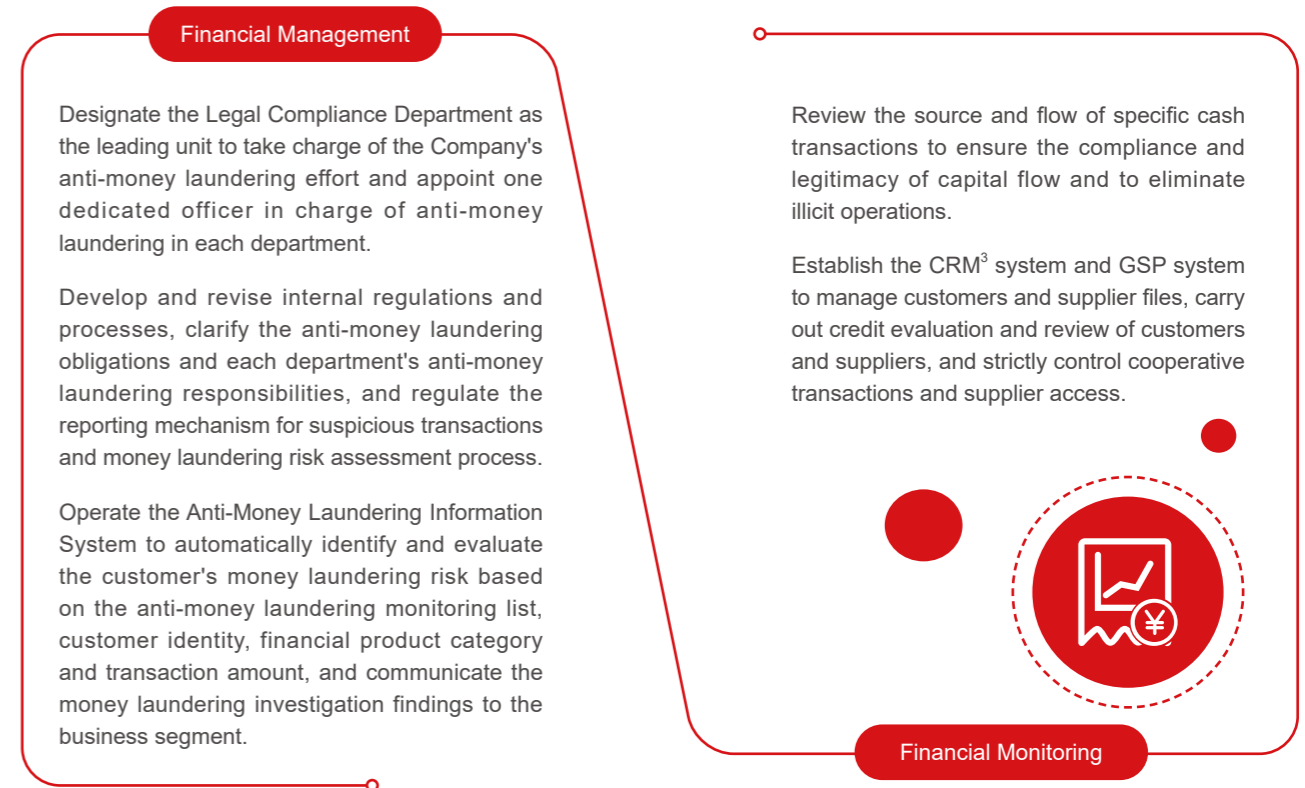 Financial Management
Designate the Legal Compliance Department as
the leading unit to take charge of the Company's
anti-money laundering effort and appoint one
dedicated officer in charge of anti-money
laundering in each department.
Develop and revise internal regulations and
processes, clarify the anti-money laundering
obligations and each department's anti-money
laundering responsibilities, and regulate the
reporting mechanism for suspicious transactions
and money laundering risk assessment process.
Operate the Anti-Money Laundering Information
System to automatically identify and evaluate
the customer's money laundering risk based
on the anti-money laundering monitoring list,
customer identity, financial product category
and transaction amount, and communicate the
money laundering investigation findings to the
business segment.
Review the source and flow of specific cash
transactions to ensure the compliance and
legitimacy of capital flow and to eliminate
illicit operations.
Establish the CRM³ system and GSP system
to manage customers and supplier files, carry
out credit evaluation and review of customers
and suppliers, and strictly control cooperative
transactions and supplier access.
¥
Financial Monitoring